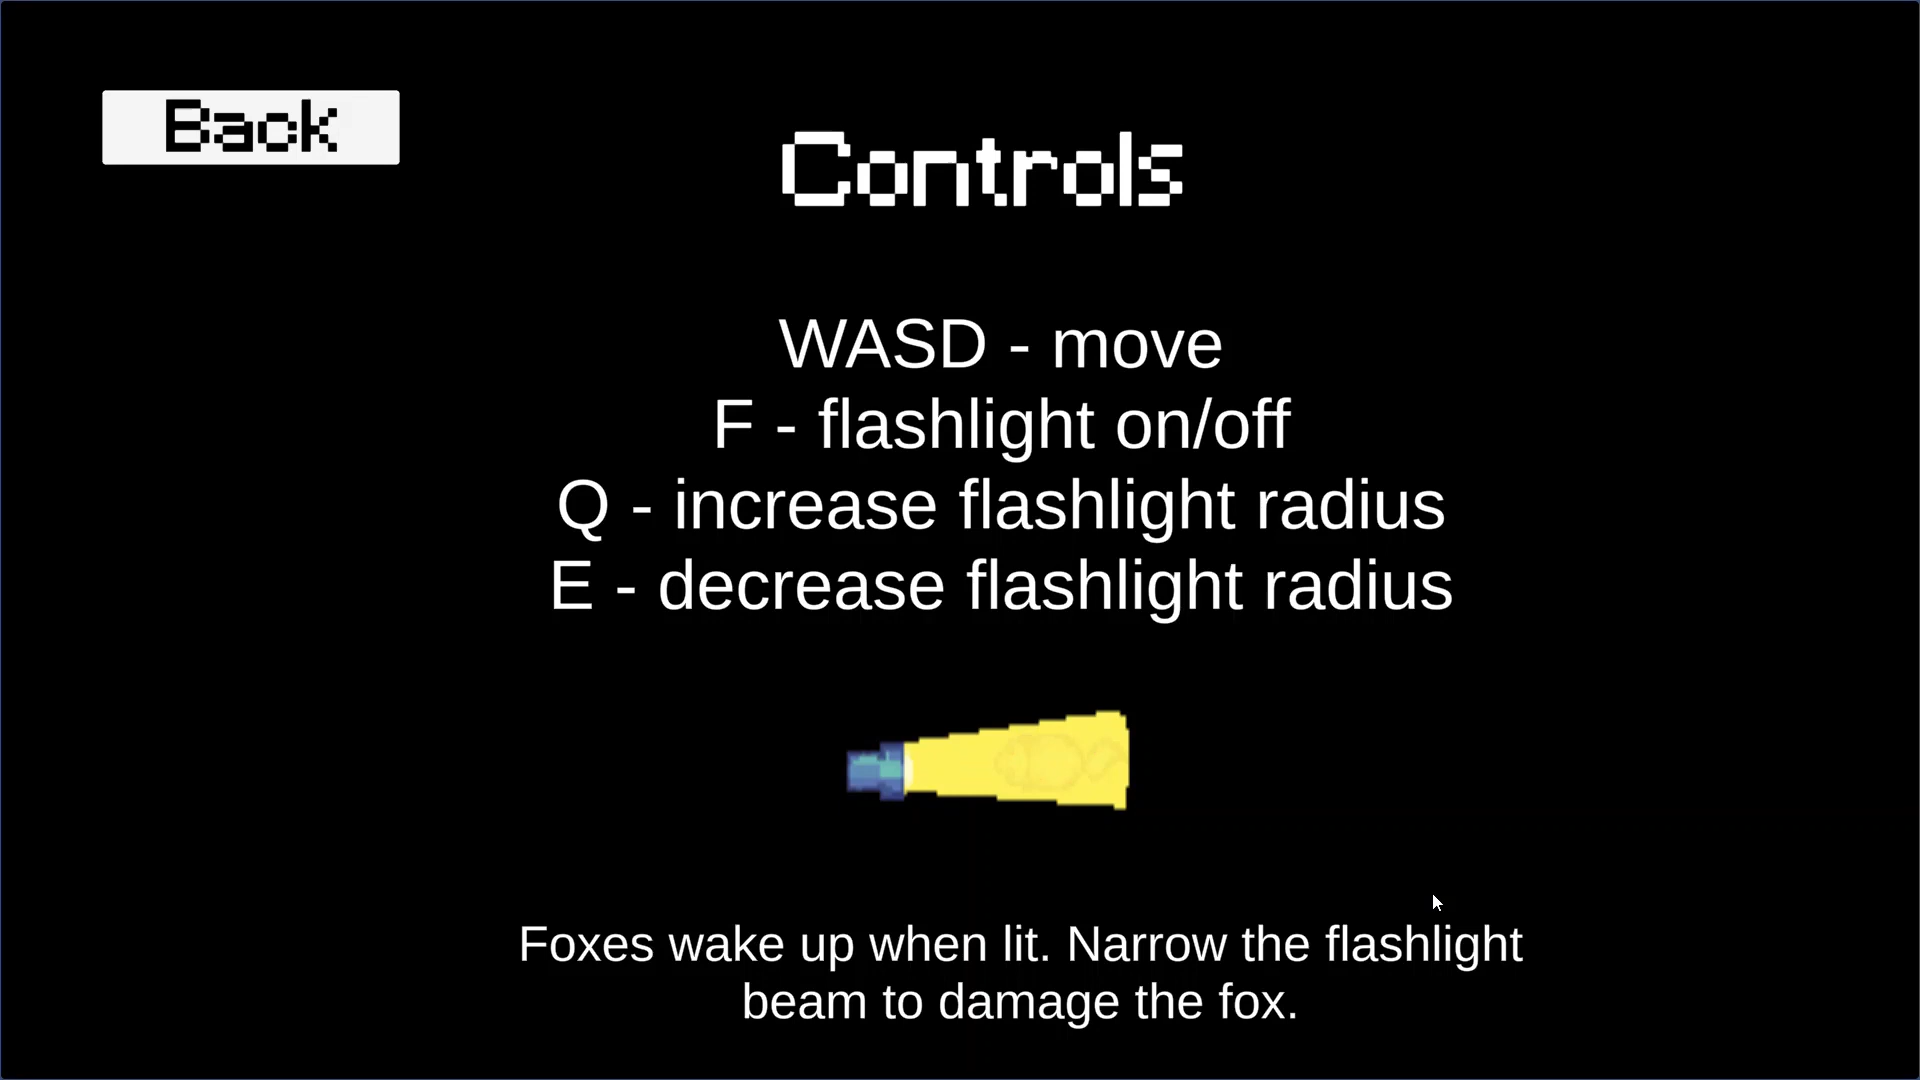 Back
Controls
WASD - move
F - flashlight on/off
Q - increase flashlight radius
E - decrease flashlight radius
Foxes wake up when lit. Narrow the flashlight
beam to damage the fox.